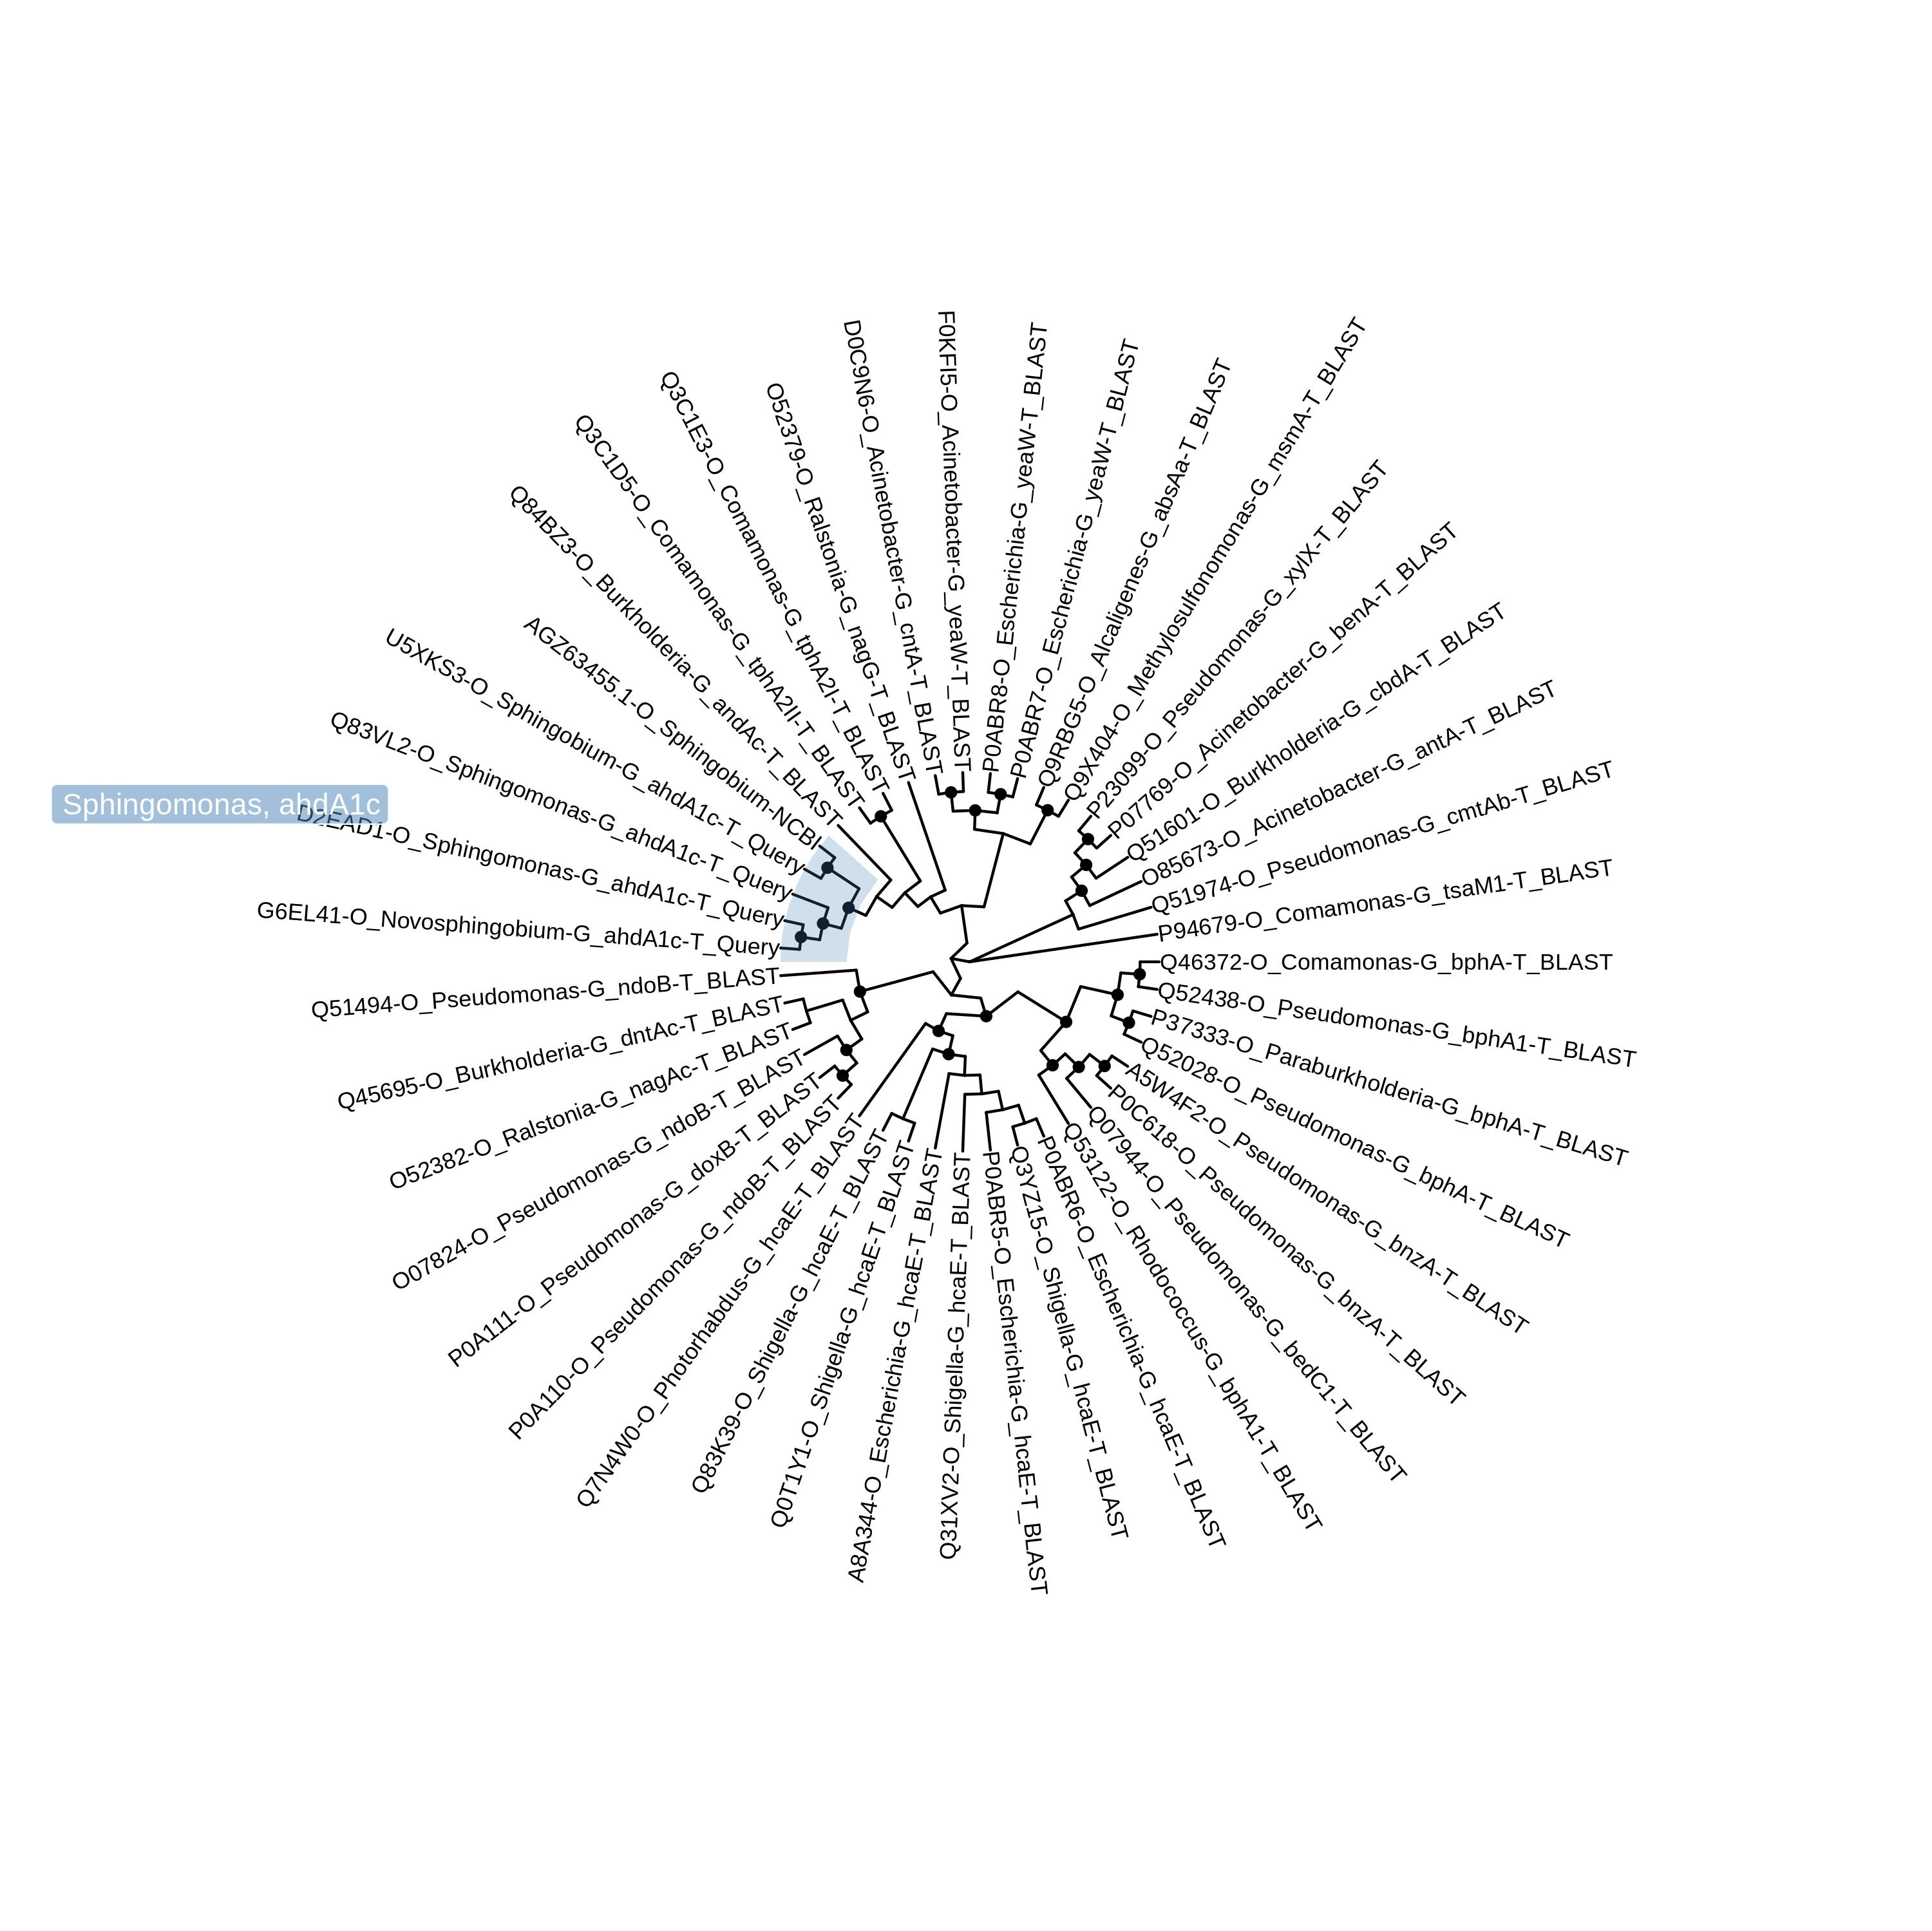 F0KFI5-O_Acinetobacter-G_yeaW-T_BLAST
P0ABR8-O_Escherichia-G_yeaW-T_BLAST
P0ABR7-O_Escherichia-G_yeaW-T_BLAST
Q9RBG5-O_Alcaligenes-G_absAa-T_BLAST
Q9X404-O_Methylosulfonomonas-G_msmA-T_BLAST
P23099-O_Pseudomonas-G_xylX-T_BLAST
P07769-O_Acinetobacter-G_benA-T_BLAST
Q51601-O_Burkholderia-G_cbdA-T_BLAST
O85673-O_Acinetobacter-G_antA-T_BLAST
Q51974-O_Pseudomonas-G_cmtAb-T_BLAST
P94679-O_Comamonas-G_tsaM1-T_BLAST
Q46372-O_Comamonas-G_bphA-T_BLAST
Q52438-O_Pseudomonas-G_bphA1-T_BLAST
P37333-O_Paraburkholderia-G_bphA-T_BLAST
Q52028-O_Pseudomonas-G_bphA-T_BLAST
A5W4F2-O_Pseudomonas-G_bnzA-T_BLAST
P0C618-O_Pseudomonas-G_bnzA-T_BLAST
Q07944-O_Pseudomonas-G_bedC1-T_BLAST
Q53122-O_Rhodococcus-G_bphA1-T_BLAST
P0ABR6-O_Escherichia-G_hcaE-T_BLAST
Q3YZ15-O_Shigella-G_hcaE-T_BLAST
P0ABR5-O_Escherichia-G_hcaE-T_BLAST
Q31XV2-O_Shigella-G_hcaE-T_BLAST
A8A344-O_Escherichia-G_hcaE-T_BLAST
Q0T1Y1-O_Shigella-G_hcaE-T_BLAST
Q83K39-O_Shigella-G_hcaE-T_BLAST
Q7N4W0-O_Photorhabdus-G_hcaE-T_BLAST
P0A110-O_Pseudomonas-G_ndoB-T_BLAST
P0A111-O_Pseudomonas-G_doxB-T_BLAST
O07824-O_Pseudomonas-G_ndoB-T_BLAST
O52382-O_Ralstonia-G_nagAc-T_BLAST
Q45695-O_Burkholderia-G_dntAc-T_BLAST
Q51494-O_Pseudomonas-G_ndoB-T_BLAST
G6EL41-O_Novosphingobium-G_ahdA1c-T_Query
D2EAD1-O_Sphingomonas-G_ahdA1c-T_Query
Sphingomonas, ahdA1c
Q83VL2-O_Sphingomonas-G_ahdA1c-T_Query
U5XKS3-O_Sphingobium-G_ahdA1c-T_Query
AGZ63455.1-O_Sphingobium-NCBI
Q84BZ3-O_Burkholderia-G_andAc-T_BLAST
Q3C1D5-O_Comamonas-G_tphA2II-T_BLAST
Q3C1E3-O_Comamonas-G_tphA2I-T_BLAST
O52379-O_Ralstonia-G_nagG-T_BLAST
D0C9N6-O_Acinetobacter-G_cntA-T_BLAST